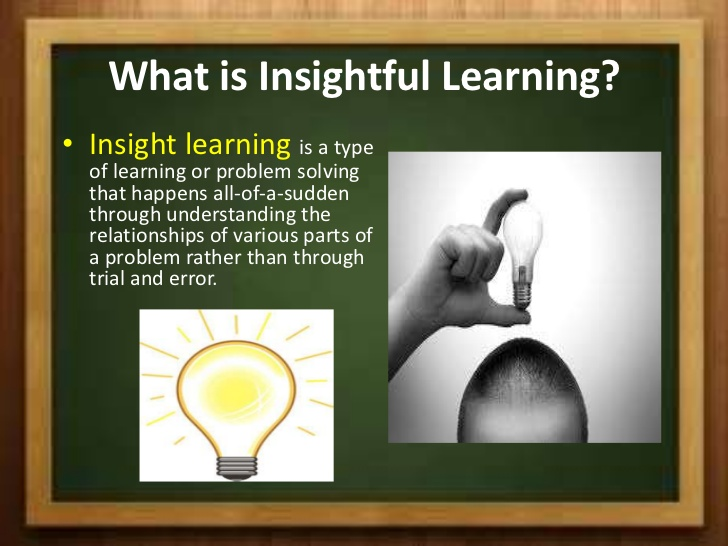 What is Insightful Learning?
• Insight learning is a type
of learning or problem solving
that happens all-of-a-sudden
through understanding the
relationships of various parts of
a problem rather than through
trial and error.